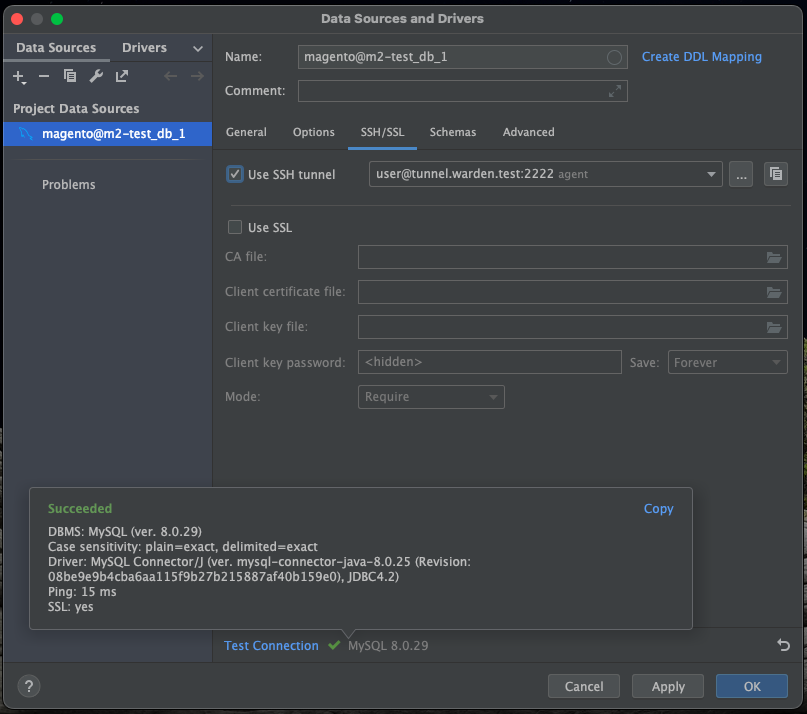 Data Sources and Drivers
Data Sources Drivers
Project Data Sources
magento@m2-test_db_1
Problems
Name: magento@m2-test_db_1 Create DDL Mapping
Comment:
General Options SSH/SSL Schemas Advanced
Use SSH tunnel user@tunnel.warden.test:2222 agent ...
Use SSL
CA file:
Client certificate file:
Client key file:
Client key password: <hidden> Save: Forever
Mode: Require
Succeeded Copy
DBMS: MySQL (ver. 8.0.29)
Case sensitivity: plain=exact, delimited=exact
Driver: MySQL Connector/J (ver. mysql-connector-java-8.0.25 (Revision:
08be9e9b4cba6aa115f9b27b215887af40b159e0), JDBC4.2)
Ping: 15 ms
SSL: yes
Test Connection MySQL 8.0.29
? Cancel Apply OK